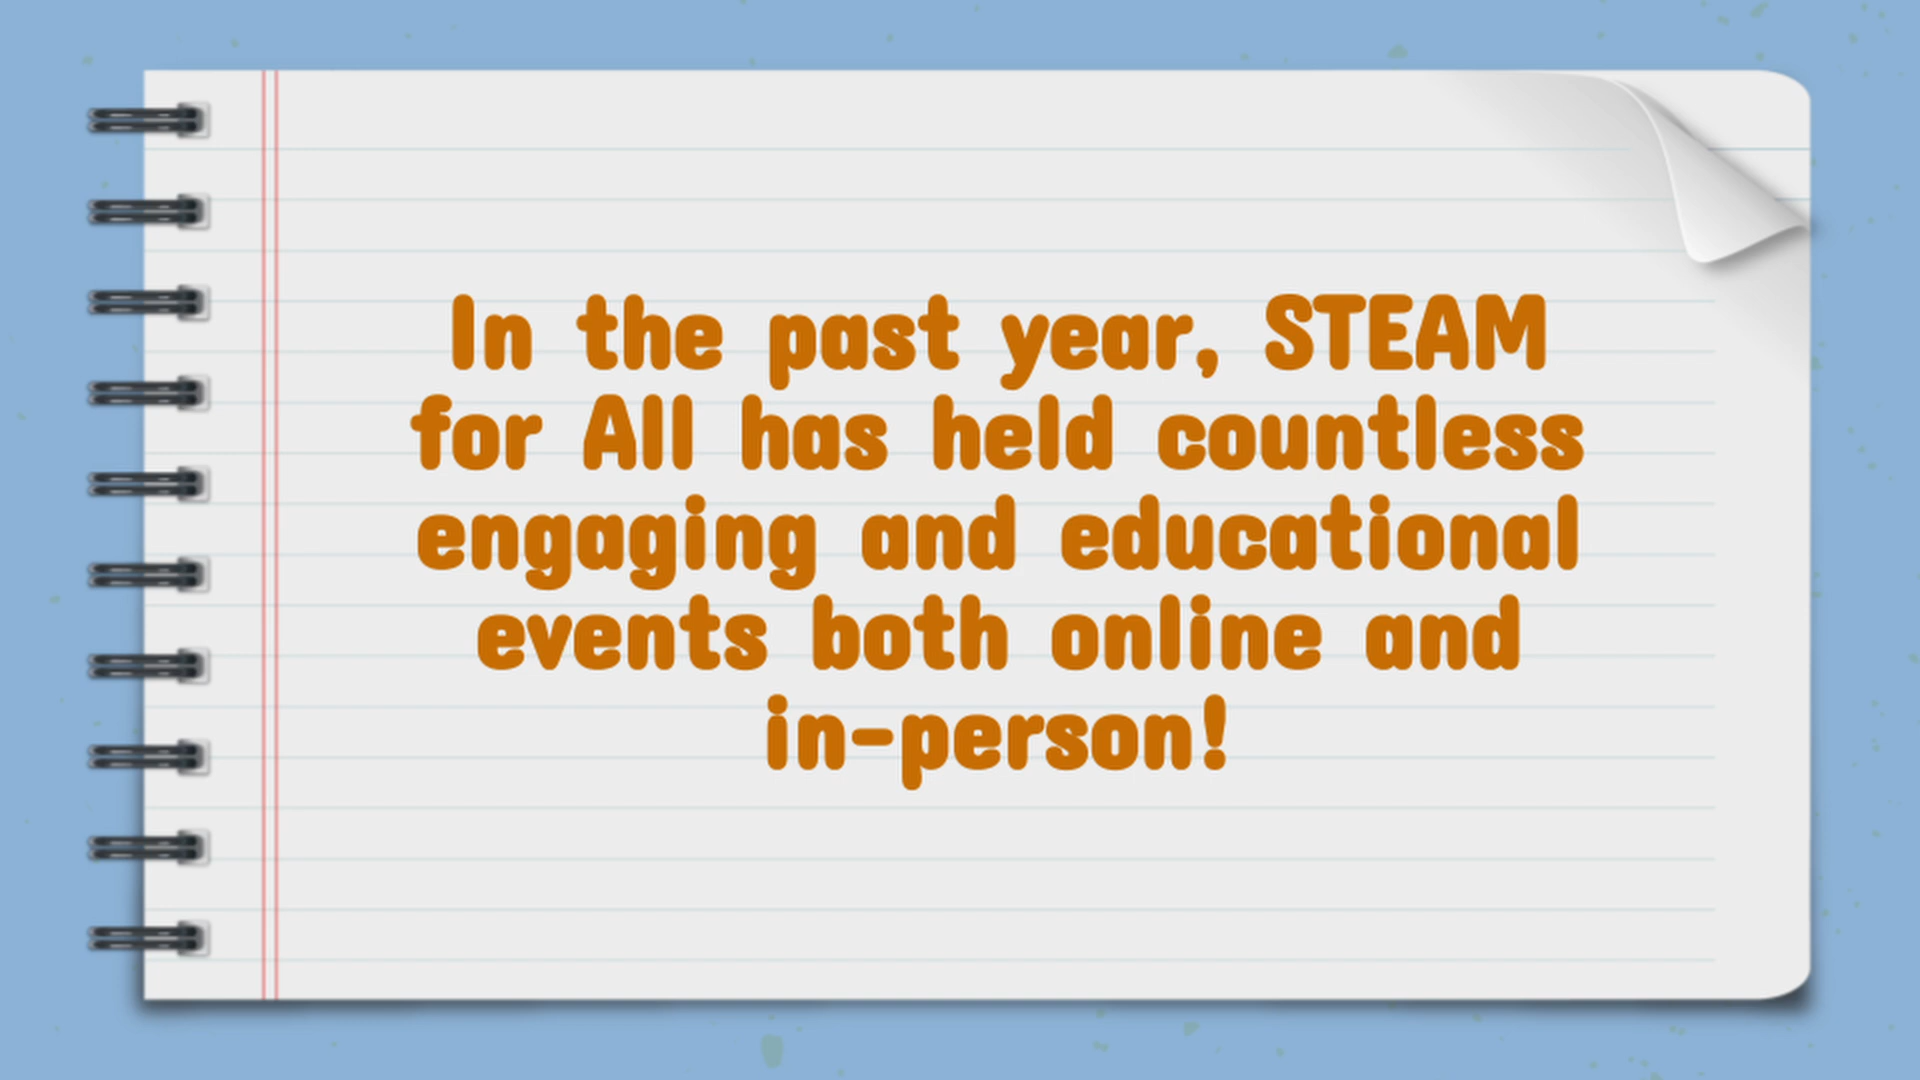 In the past year, STEAM
for All has held countless
engaging and educational
events both online and
in-person!